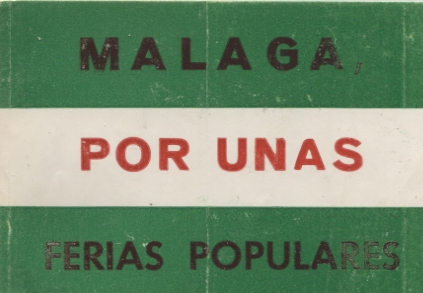 MALAGA,
POR UNAS
FERIAS POPULARES